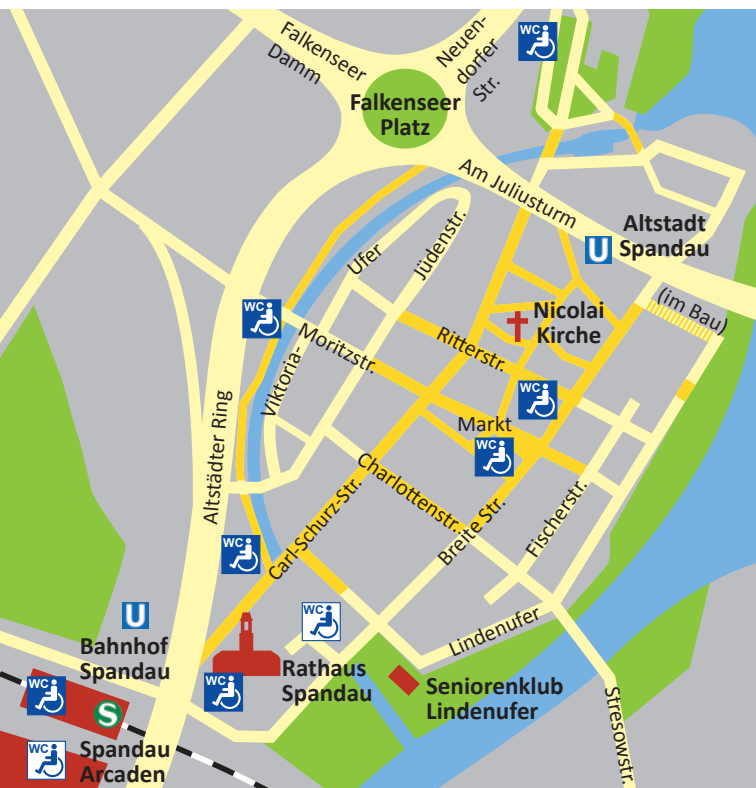 Falkenseer
Damm
Neuen-
dorfer
Str.
WC
Falkenseer
Platz
Am Juliusturm
Altstadt
Spandau
U
(im Bau)
Ufer
Jüdenstr.
Nicolai
Kirche
WC
Moritzstr.
Ritterstr.
Viktoria-
WC
Markt
WC
Altstädter Ring
Charlottenstr.
Carl-Schurz-Str.
Breite Str.
Fischerstr.
WC
U
Bahnhof
Spandau
WC
Lindenufer
Rathaus
Spandau
Seniorenklub
Lindenufer
WC
WC
S
Stresowstr.
WC
Spandau
Arcaden